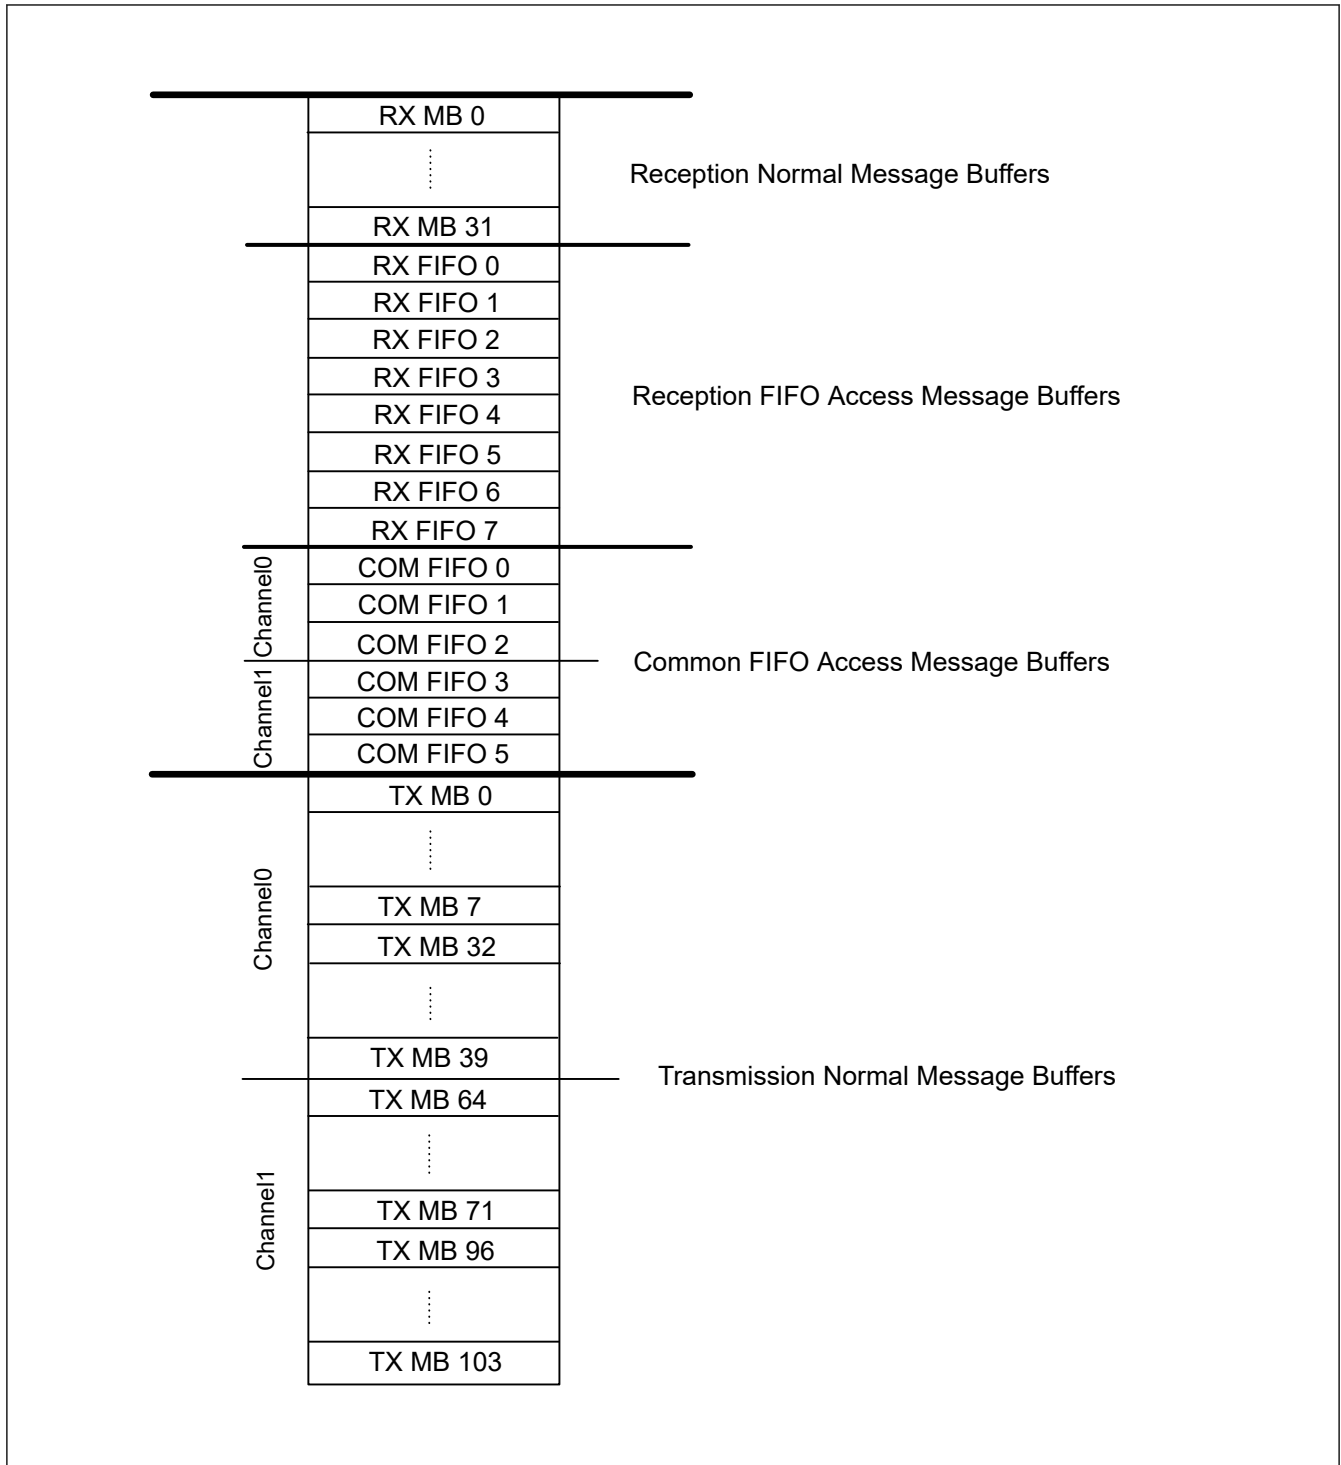 RX MB 0
Reception Normal Message Buffers
RX MB 31
RX FIFO 0
RX FIFO 1
RX FIFO 2
RX FIFO 3
Reception FIFO Access Message Buffers
RX FIFO 4
RX FIFO 5
RX FIFO 6
RX FIFO 7
Channel0
COM FIFO 0
COM FIFO 1
COM FIFO 2
Common FIFO Access Message Buffers
Channel1
COM FIFO 3
COM FIFO 4
COM FIFO 5
TX MB 0
Channel0
TX MB 7
TX MB 32
TX MB 39
Transmission Normal Message Buffers
TX MB 64
Channel1
TX MB 71
TX MB 96
TX MB 103